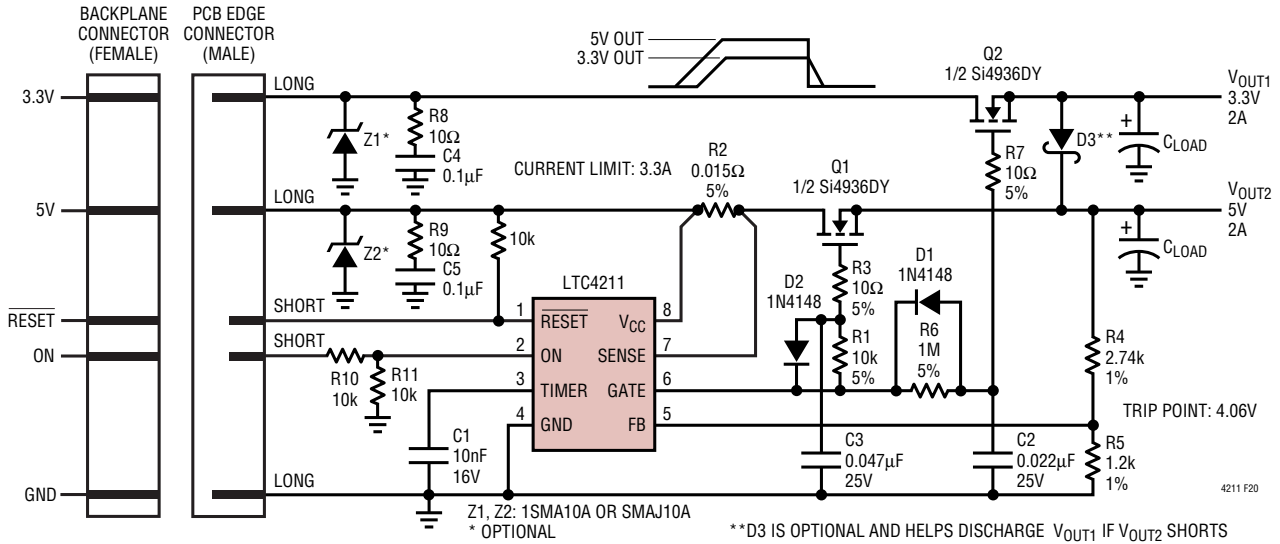 BACKPLANE
CONNECTOR
(FEMALE)
PCB EDGE
CONNECTOR
(MALE)
5V OUT
3.3V OUT
Q2
1/2 Si4936DY
VOUT1
3.3V
2A
3.3V
LONG
Z1*
R8
10Ω
C4
0.1µF
CURRENT LIMIT: 3.3A
R2
0.015Ω
5%
Q1
1/2 Si4936DY
R7
10Ω
5%
D3**
+
CLOAD
5V
LONG
VOUT2
5V
2A
Z2*
R9
10Ω
C5
0.1µF
10k
LTC4211
D2
1N4148
R3
10Ω
5%
D1
1N4148
+
CLOAD
RESET
SHORT
1
RESET
VCC
8
R1
10k
5%
R6
1M
5%
R4
2.74k
1%
ON
SHORT
2
ON
SENSE
7
R10
10k
R11
10k
3
TIMER
GATE
6
TRIP POINT: 4.06V
4
GND
FB
5
C1
10nF
16V
C3
0.047µF
25V
C2
0.022µF
25V
R5
1.2k
1%
GND
LONG
4211 F20
Z1, Z2: 1SMA10A OR SMAJ10A
* OPTIONAL
**D3 IS OPTIONAL AND HELPS DISCHARGE VOUT1 IF VOUT2 SHORTS